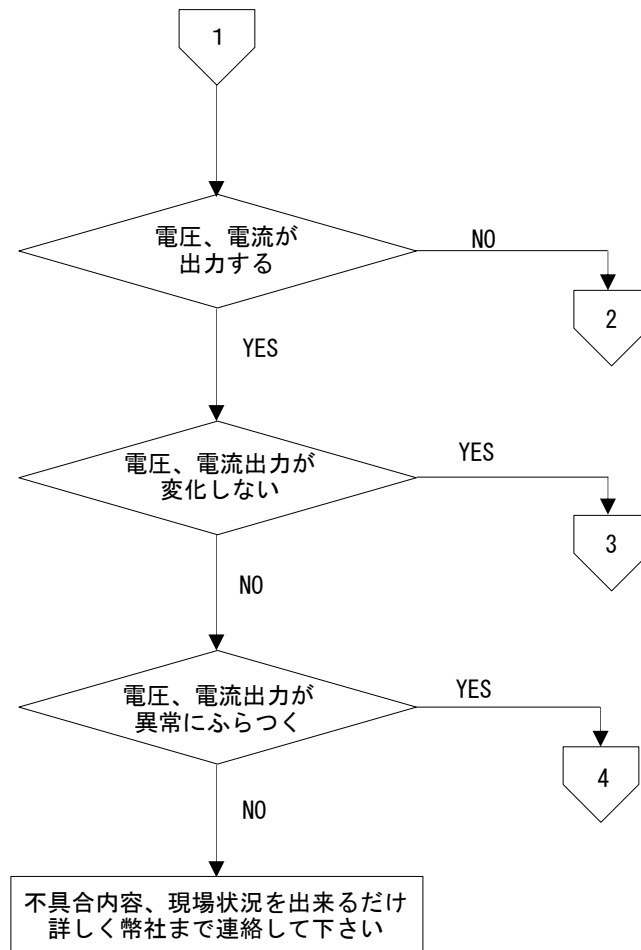 1
電圧、電流が
出力する
NO
2
YES
電圧、電流出力が
変化しない
YES
3
NO
電圧、電流出力が
異常にふらつく
YES
4
NO
不具合内容、現場状況を出来るだけ
詳しく幣社まで連絡して下さい